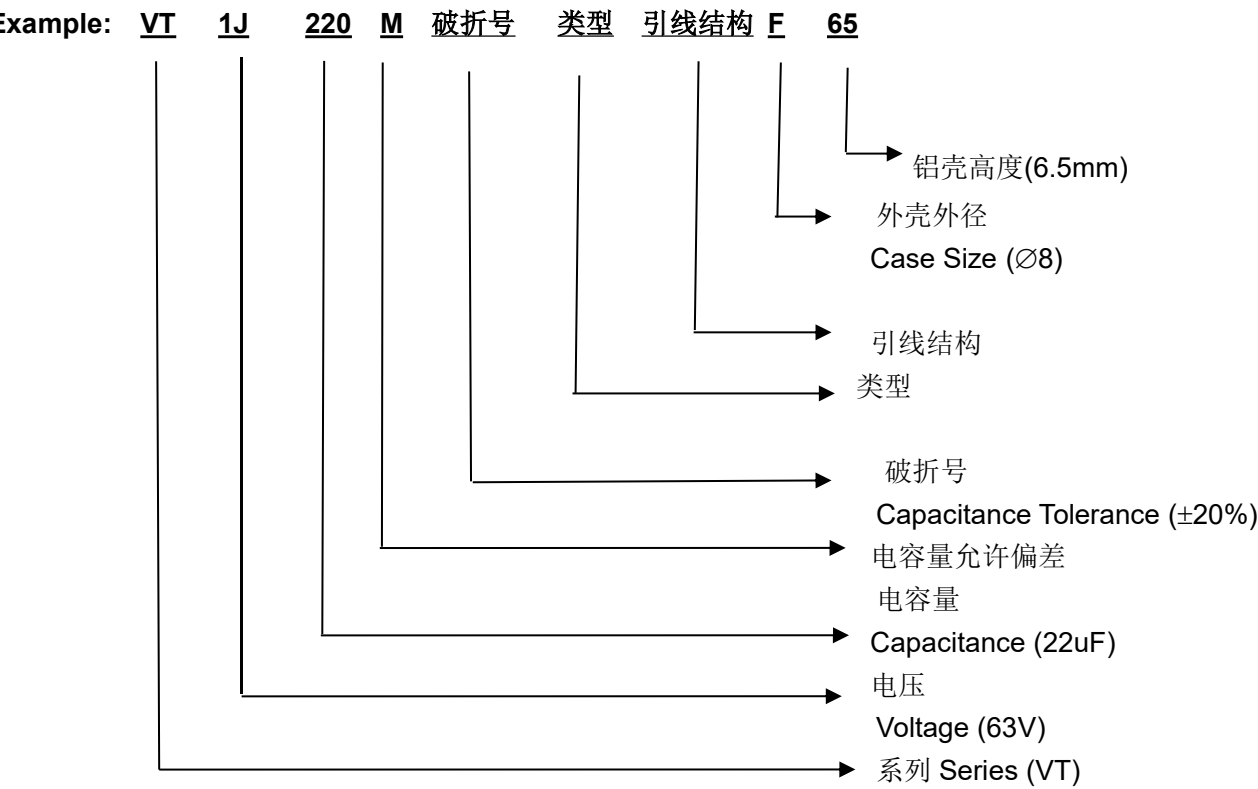 Example: VT 1J 220 M 破折号 类型 引线结构 F 65
铝壳高度(6.5mm)
外壳外径
Case Size (∅8)
引线结构
类型
破折号
Capacitance Tolerance (±20%)
电容量允许偏差
电容量
Capacitance (22uF)
电压
Voltage (63V)
系列 Series (VT)